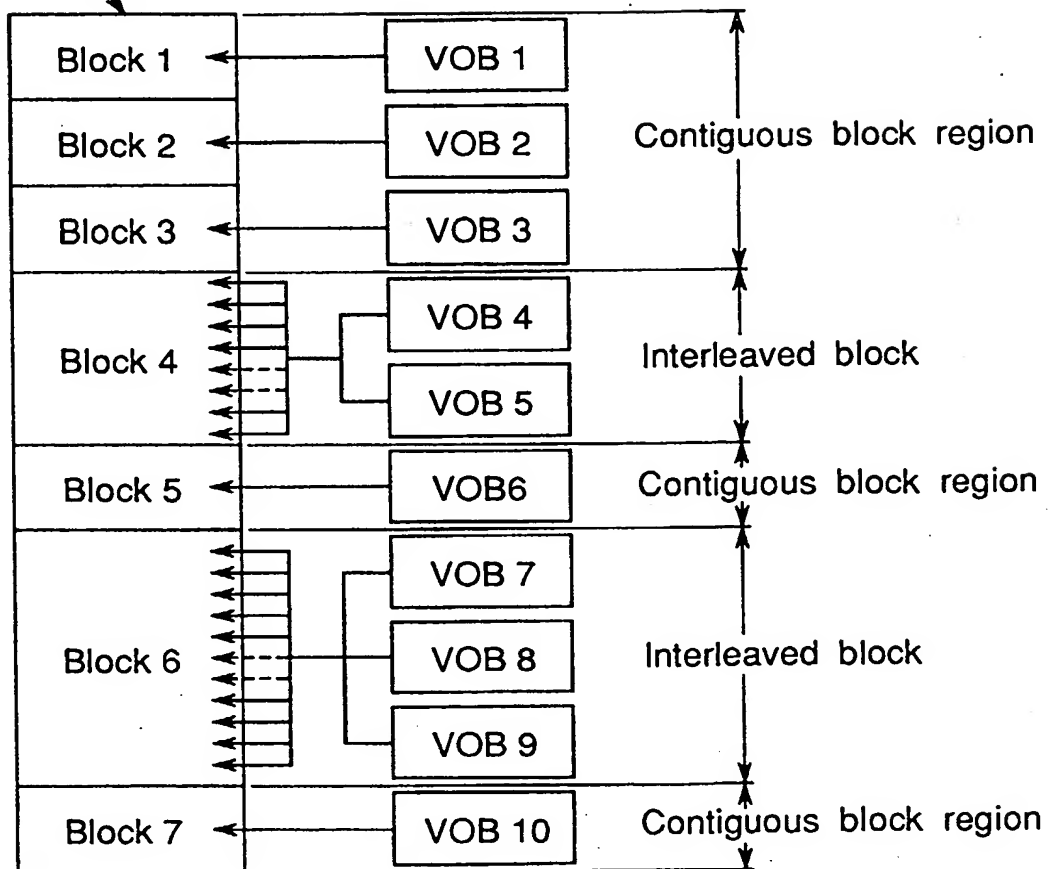 Block 1
VOB 1
Block 2
VOB 2
Contiguous block region
Block 3
VOB 3
Block 4
VOB 4
Interleaved block
VOB 5
Block 5
VOB6
Contiguous block region
VOB 7
Block 6
VOB 8
Interleaved block
VOB 9
Block 7
VOB 10
Contiguous block region